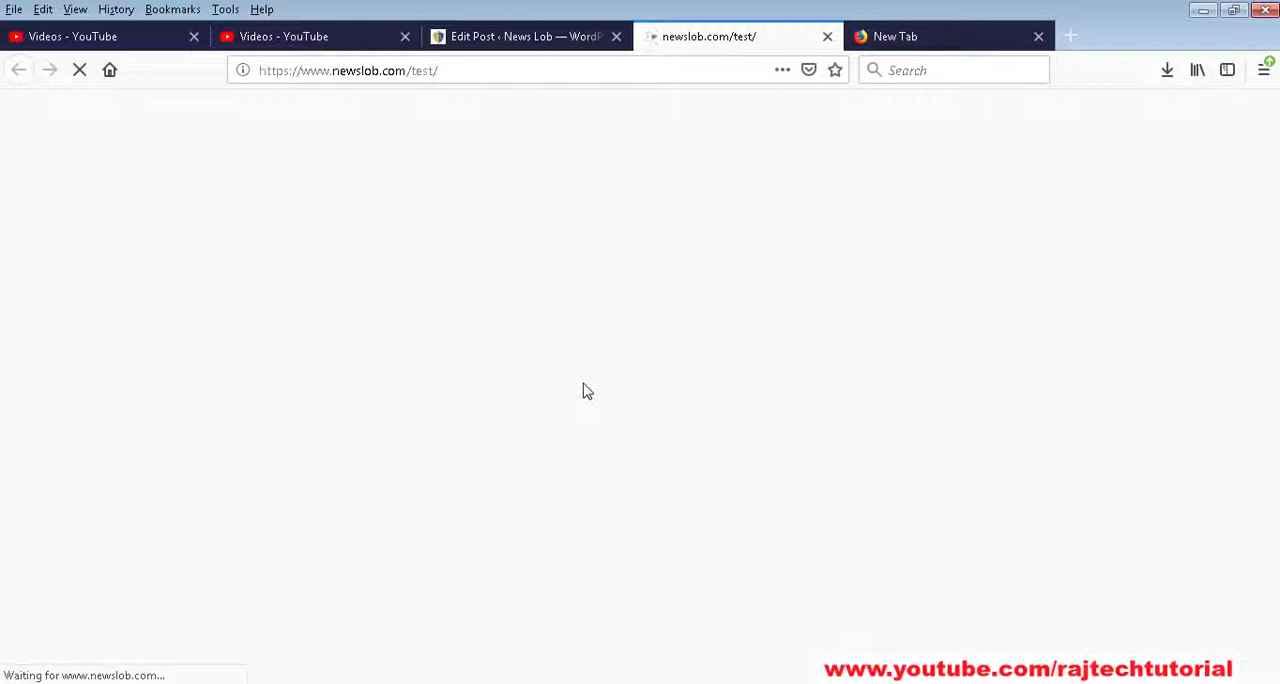 File Edit View History Bookmarks Tools Help
Videos - YouTube
Videos - YouTube
Edit Post ‹ News Lob — WordP
newslob.com/test/
New Tab
https://www.newslob.com/test/
Search
Waiting for www.newslob.com...
www.youtube.com/rajtechtutorial